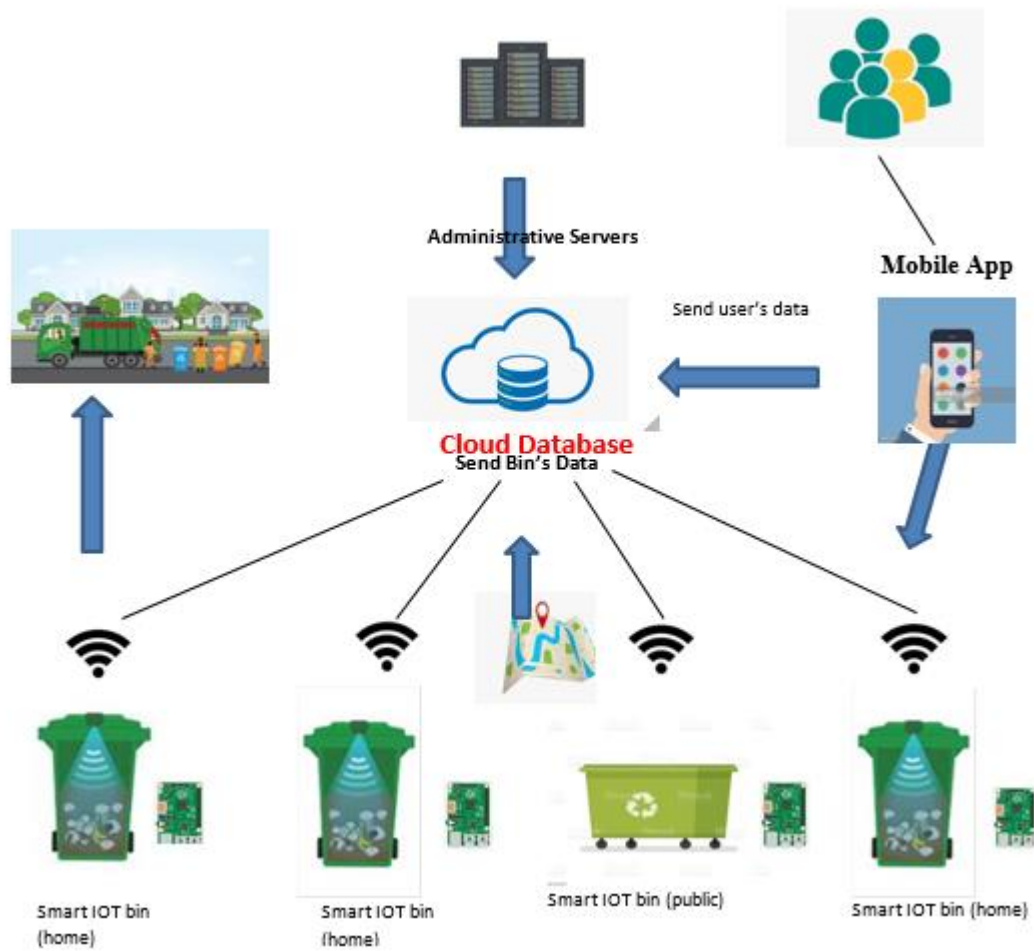 Administrative Servers
Mobile App
Send user's data
Cloud Database
Send Bin's Data
Smart IOT bin
(home)
Smart IOT bin
(home)
Smart IOT bin (public)
Smart IOT bin (home)